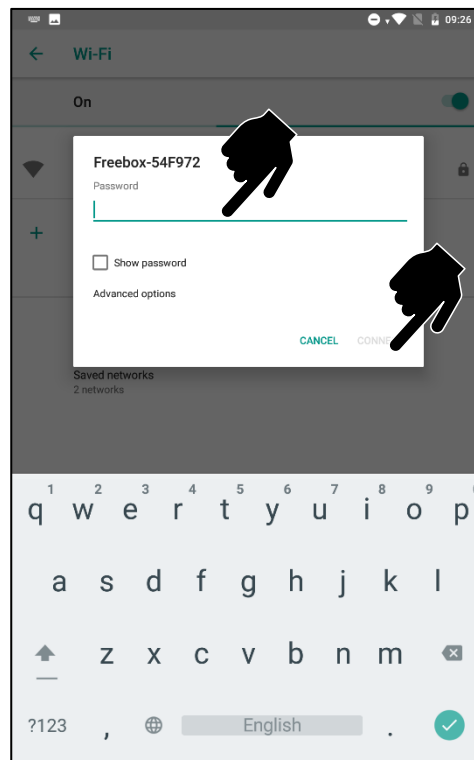 09:26
Wi-Fi
On
Freebox-54F972
Password
Show password
Advanced options
CANCEL CONNE
Saved networks
2 networks
1 2 3 4 5 6 7 8 9
q w e r t y u i o p
a s d f g h j k l
z x c v b n m
?123 , English .